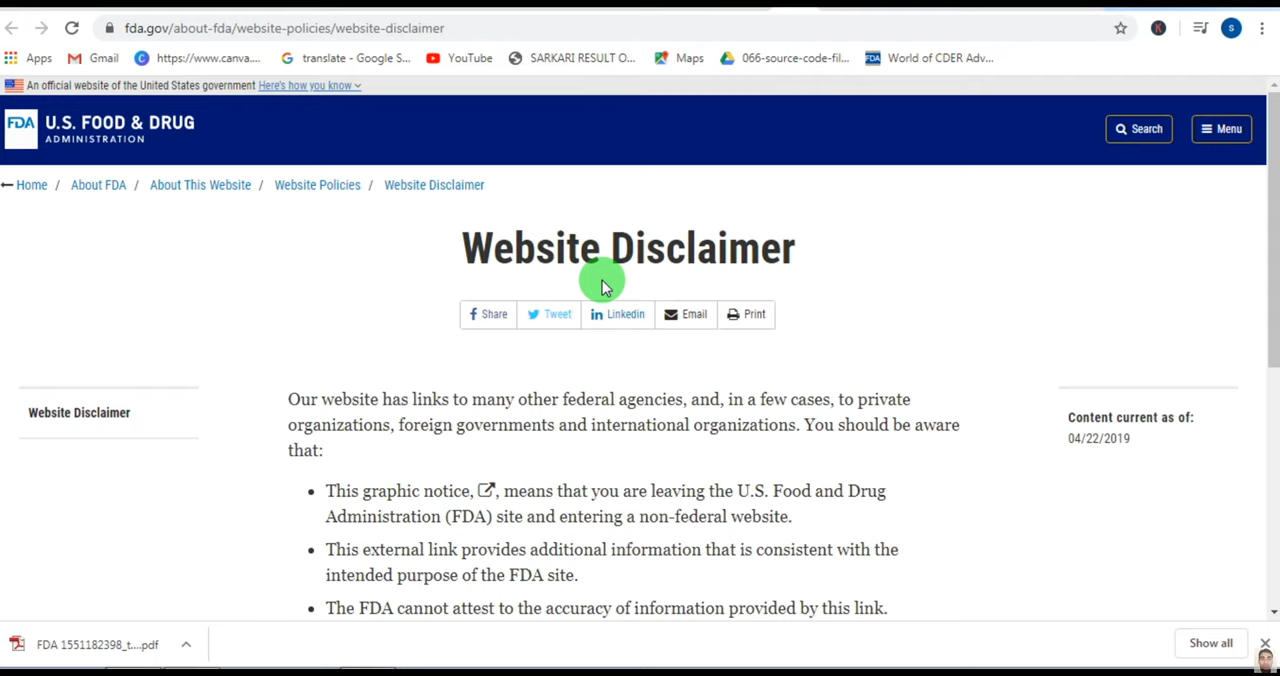 fda.gov/about-fda/website-policies/website-disclaimer
K
s
Apps
Gmail
C
https://www.canva....
G
translate - Google S...
YouTube
SARKARI RESULT O...
Maps
066-source-code-fil...
FDA
World of CDER Adv...
An official website of the United States government Here's how you know
FDA
U.S. FOOD & DRUG
ADMINISTRATION
Search
Menu
Home / About FDA / About This Website / Website Policies / Website Disclaimer
Website Disclaimer
f Share
Tweet
in Linkedin
Email
Print
Website Disclaimer
Our website has links to many other federal agencies, and, in a few cases, to private
organizations, foreign governments and international organizations. You should be aware
that:
• This graphic notice, , means that you are leaving the U.S. Food and Drug
Administration (FDA) site and entering a non-federal website.
• This external link provides additional information that is consistent with the
intended purpose of the FDA site.
• The FDA cannot attest to the accuracy of information provided by this link.
Content current as of:
04/22/2019
FDA 1551182398_t....pdf
Show all